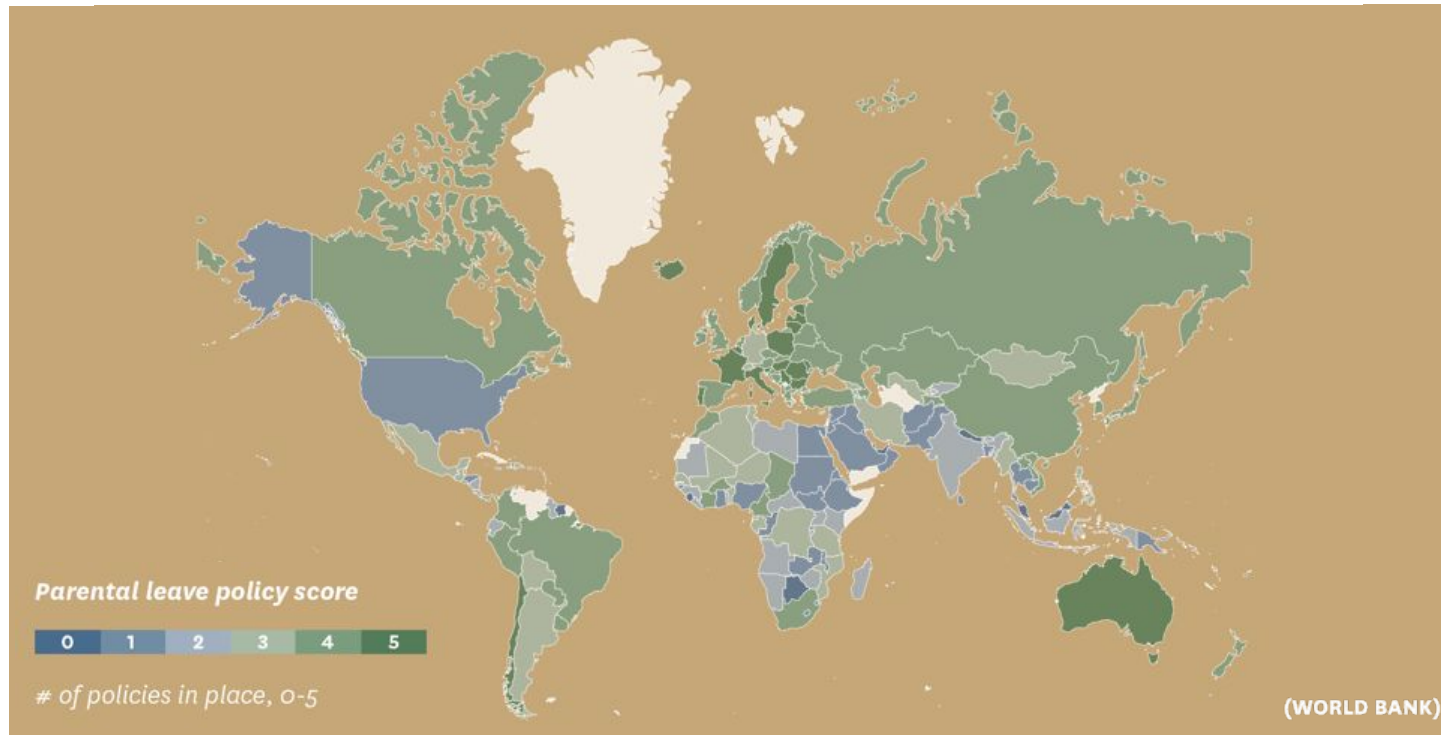 Parental leave policy score
0 1 2 3 4 5
# of policies in place, 0-5
(WORLD BANK)